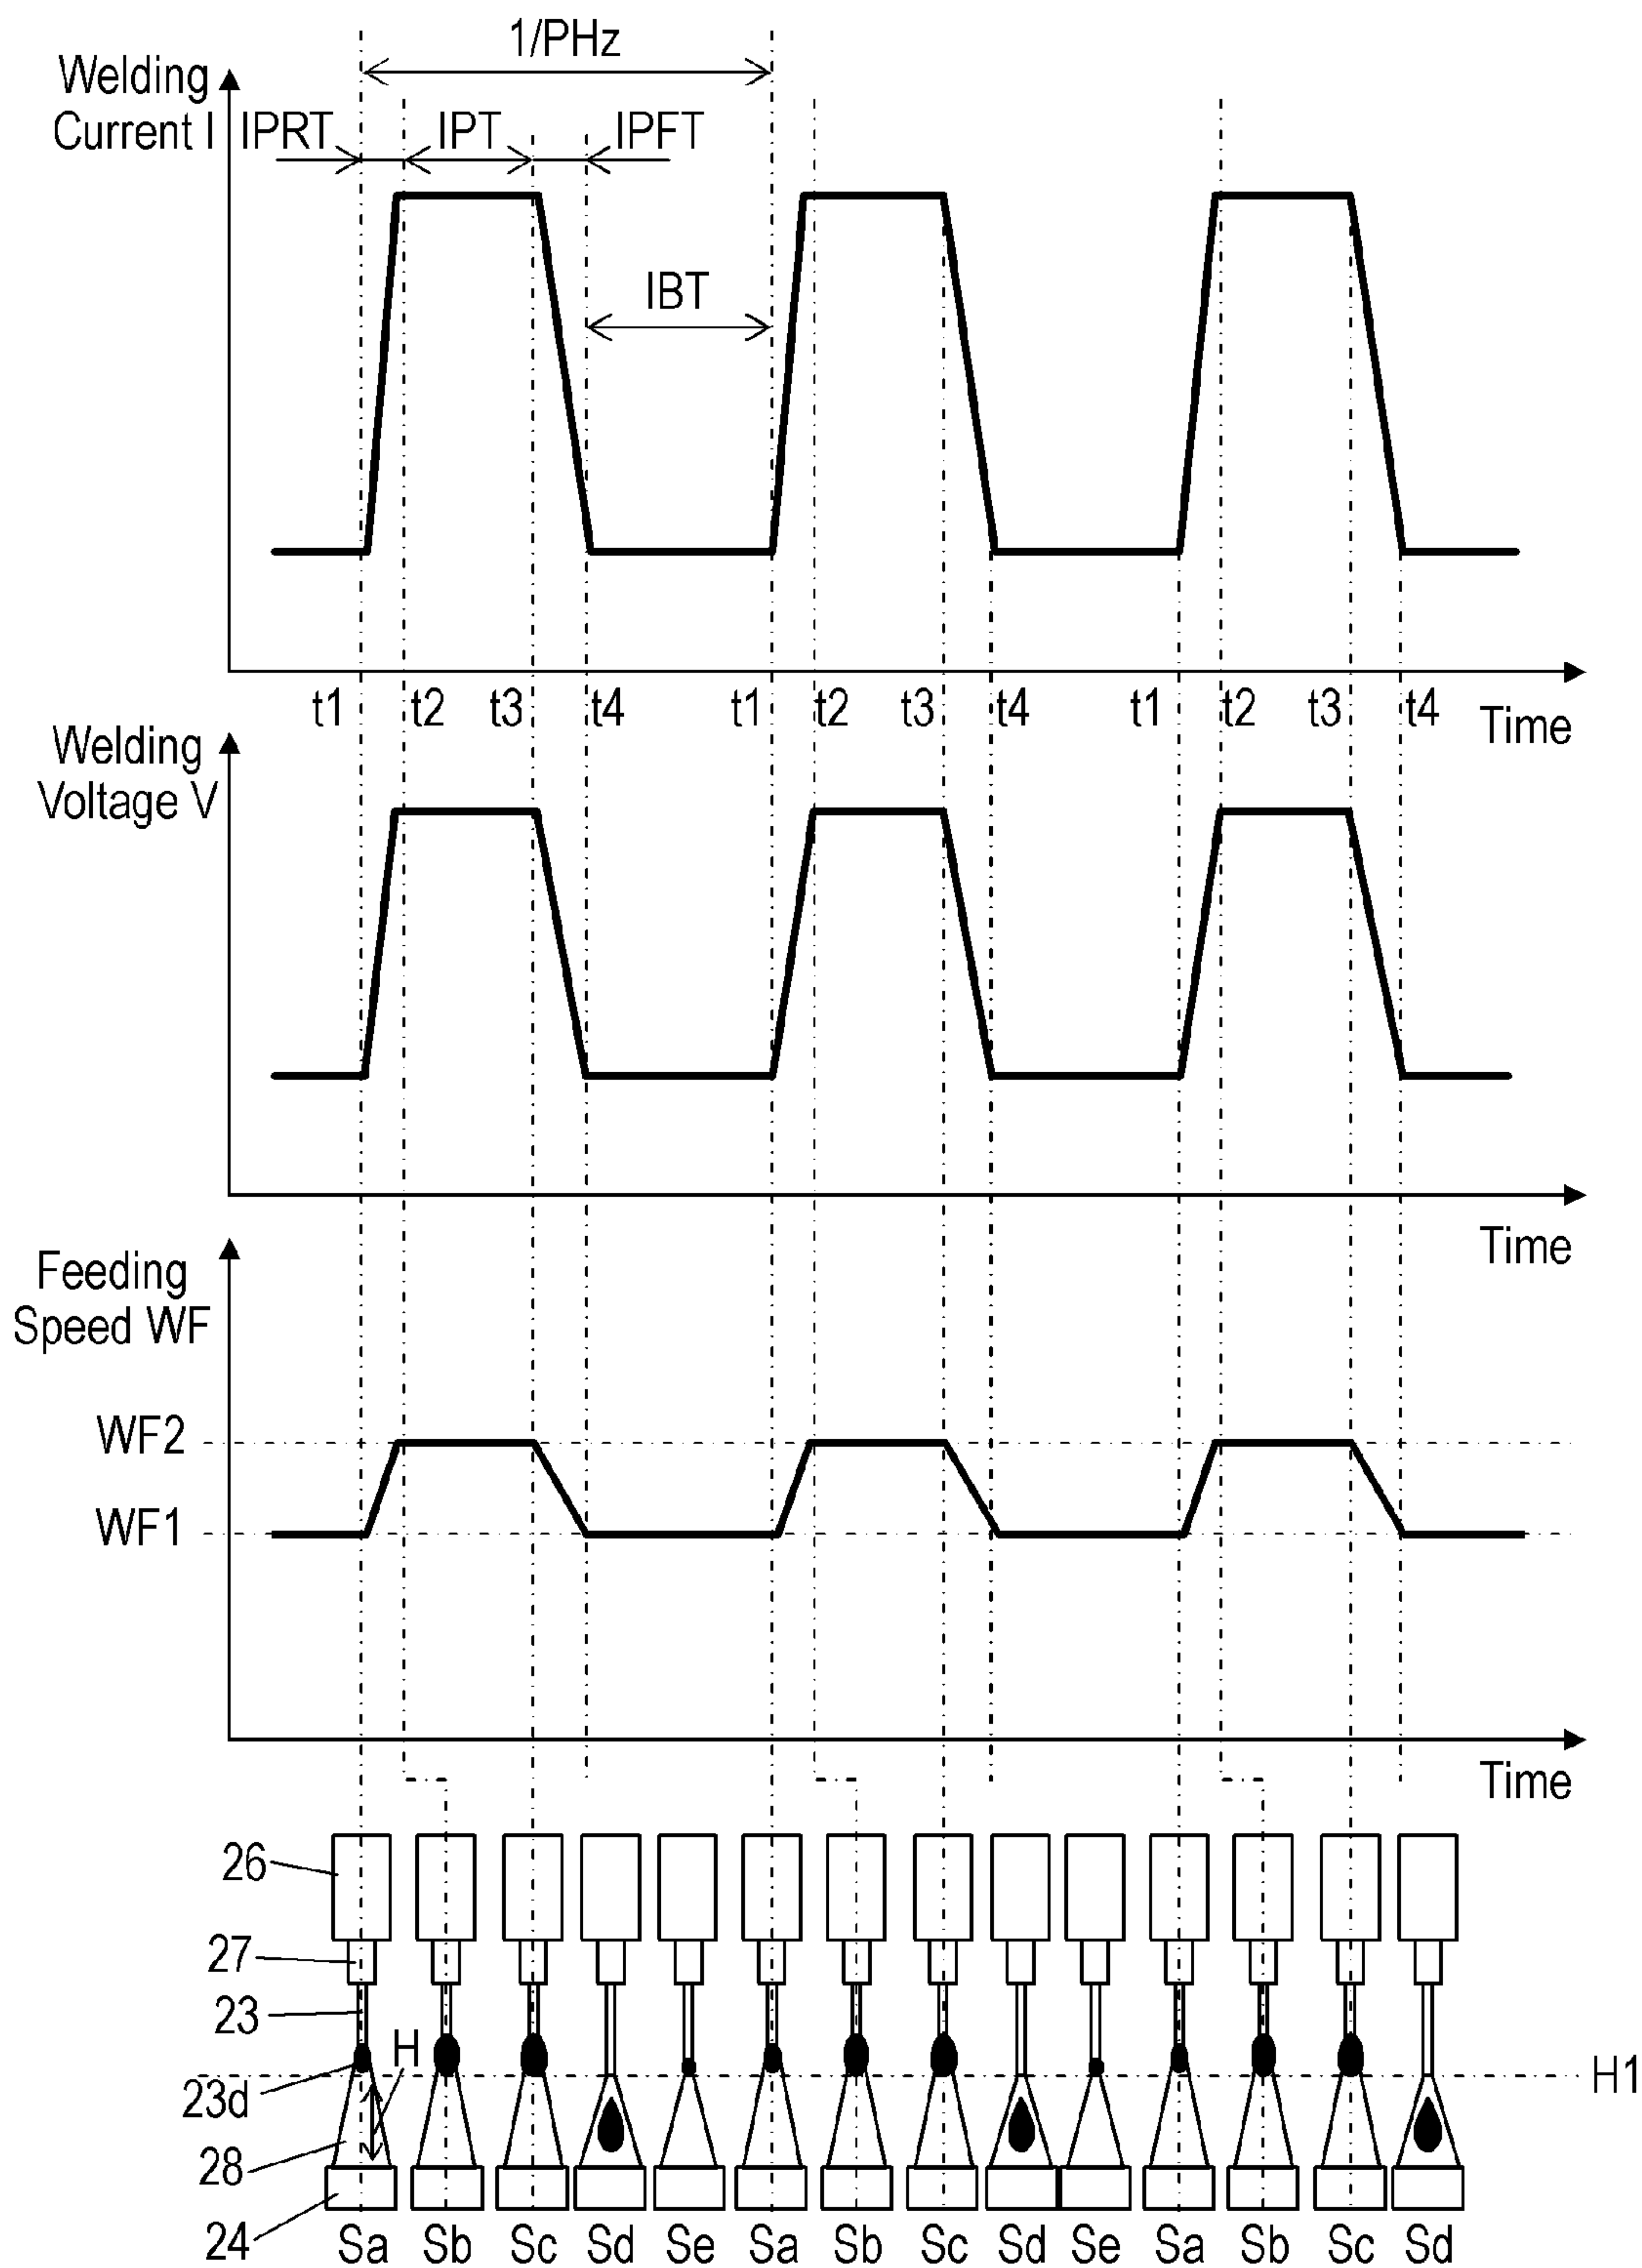 1/PHz
Welding
Current I IPRT IPT IPFT
IBT
t1 t2 t3 t4 t1 t2 t3 t4 t1 t2 t3 t4 Time
Welding
Voltage V
Time
Feeding
Speed WF
WF2
WF1
Time
26
27
23
H
23d
H1
28
24
Sa Sb Sc Sd Se Sa Sb Sc Sd Se Sa Sb Sc Sd